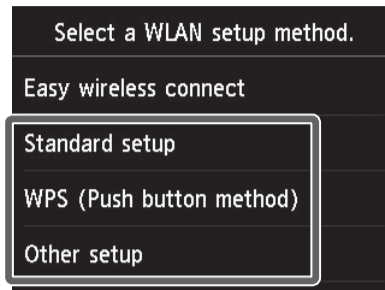 Select a WLAN setup method.
Easy wireless connect
Standard setup
WPS (Push button method)
Other setup